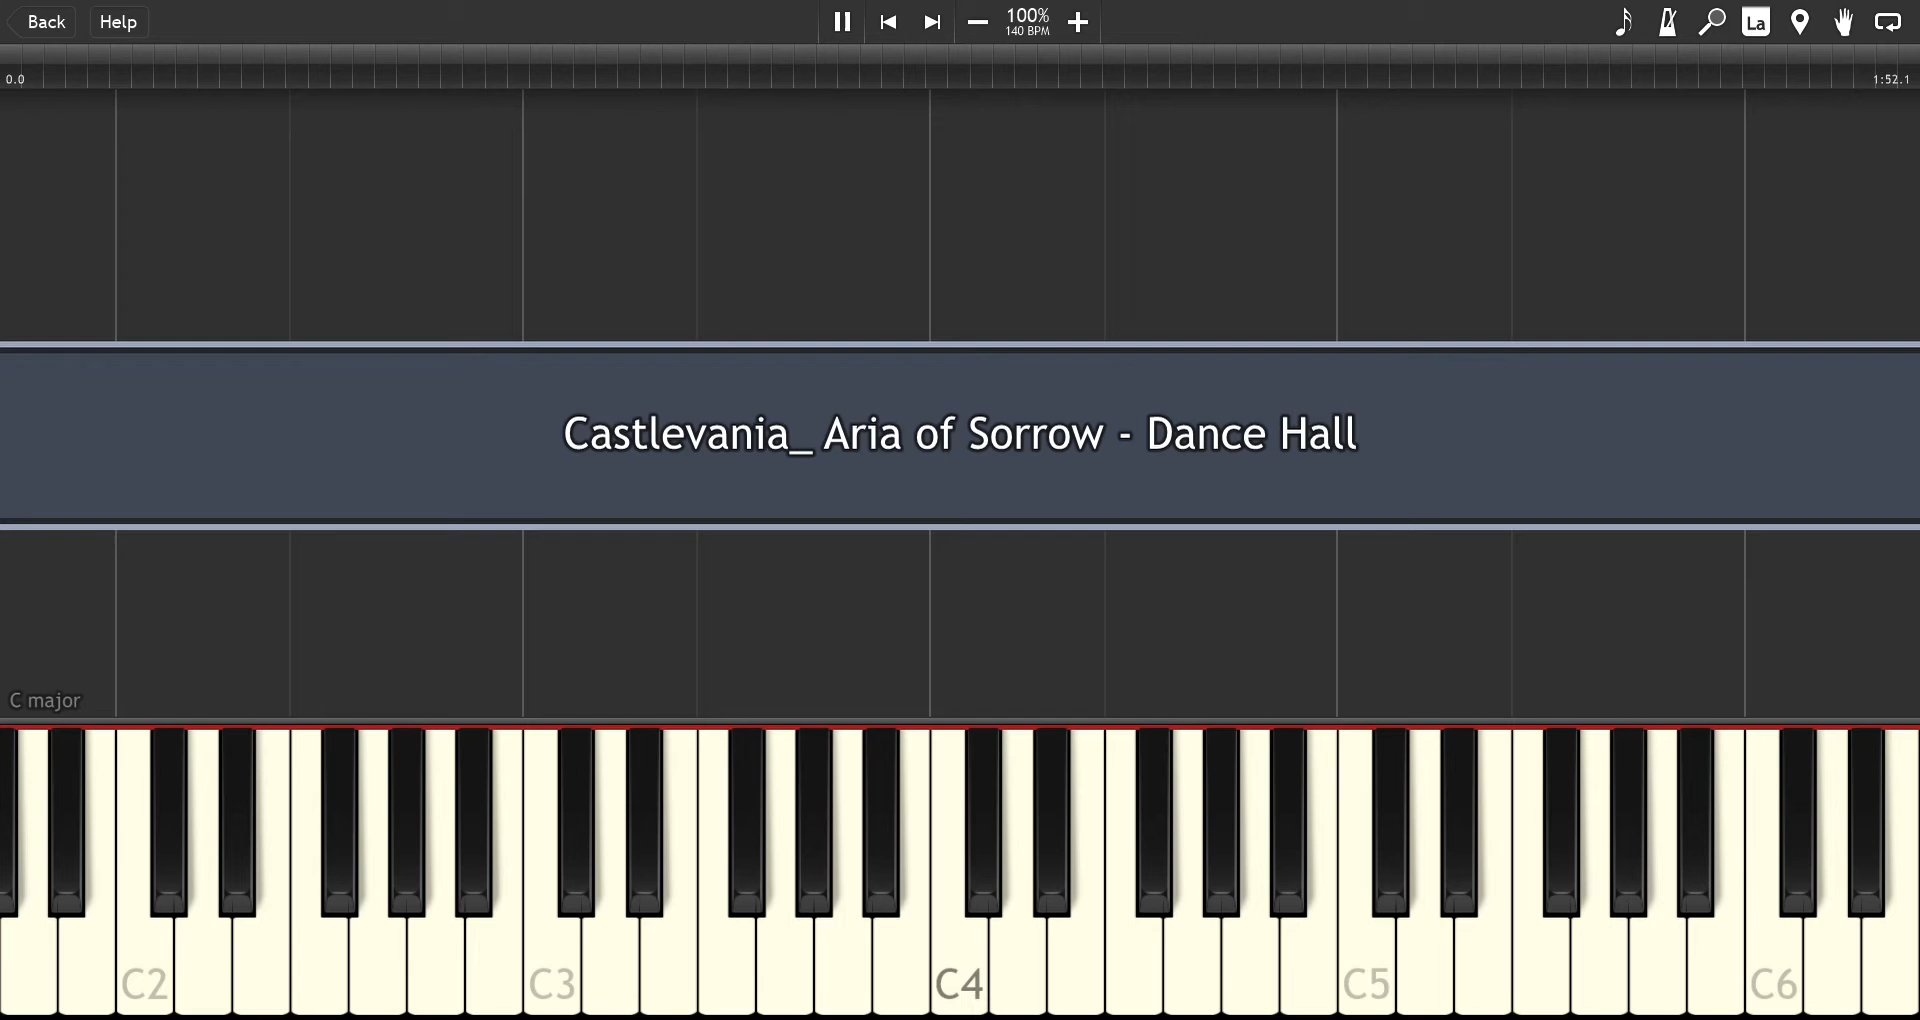 Back
Help
100%
140 BPM
La
0.0
1:52.1
Castlevania_ Aria of Sorrow - Dance Hall
C major
C2
C3
C4
C5
C6